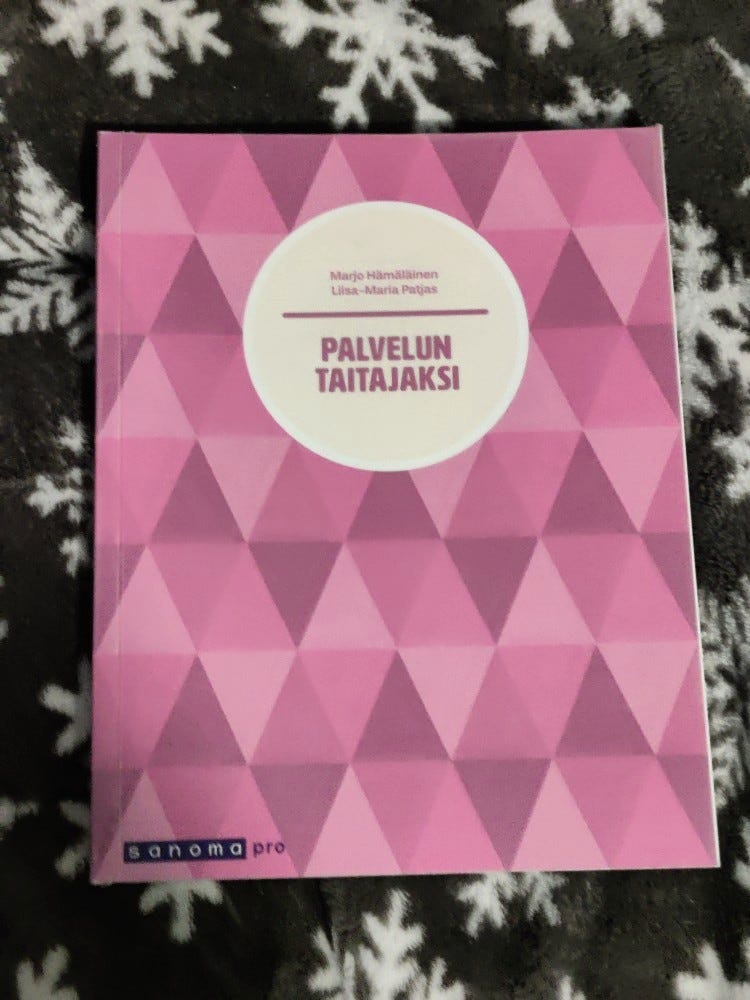 Marjo Hämäläinen
Liisa-Maria Patjas
PALVELUN
TAITAJAKSI
sanoma pro